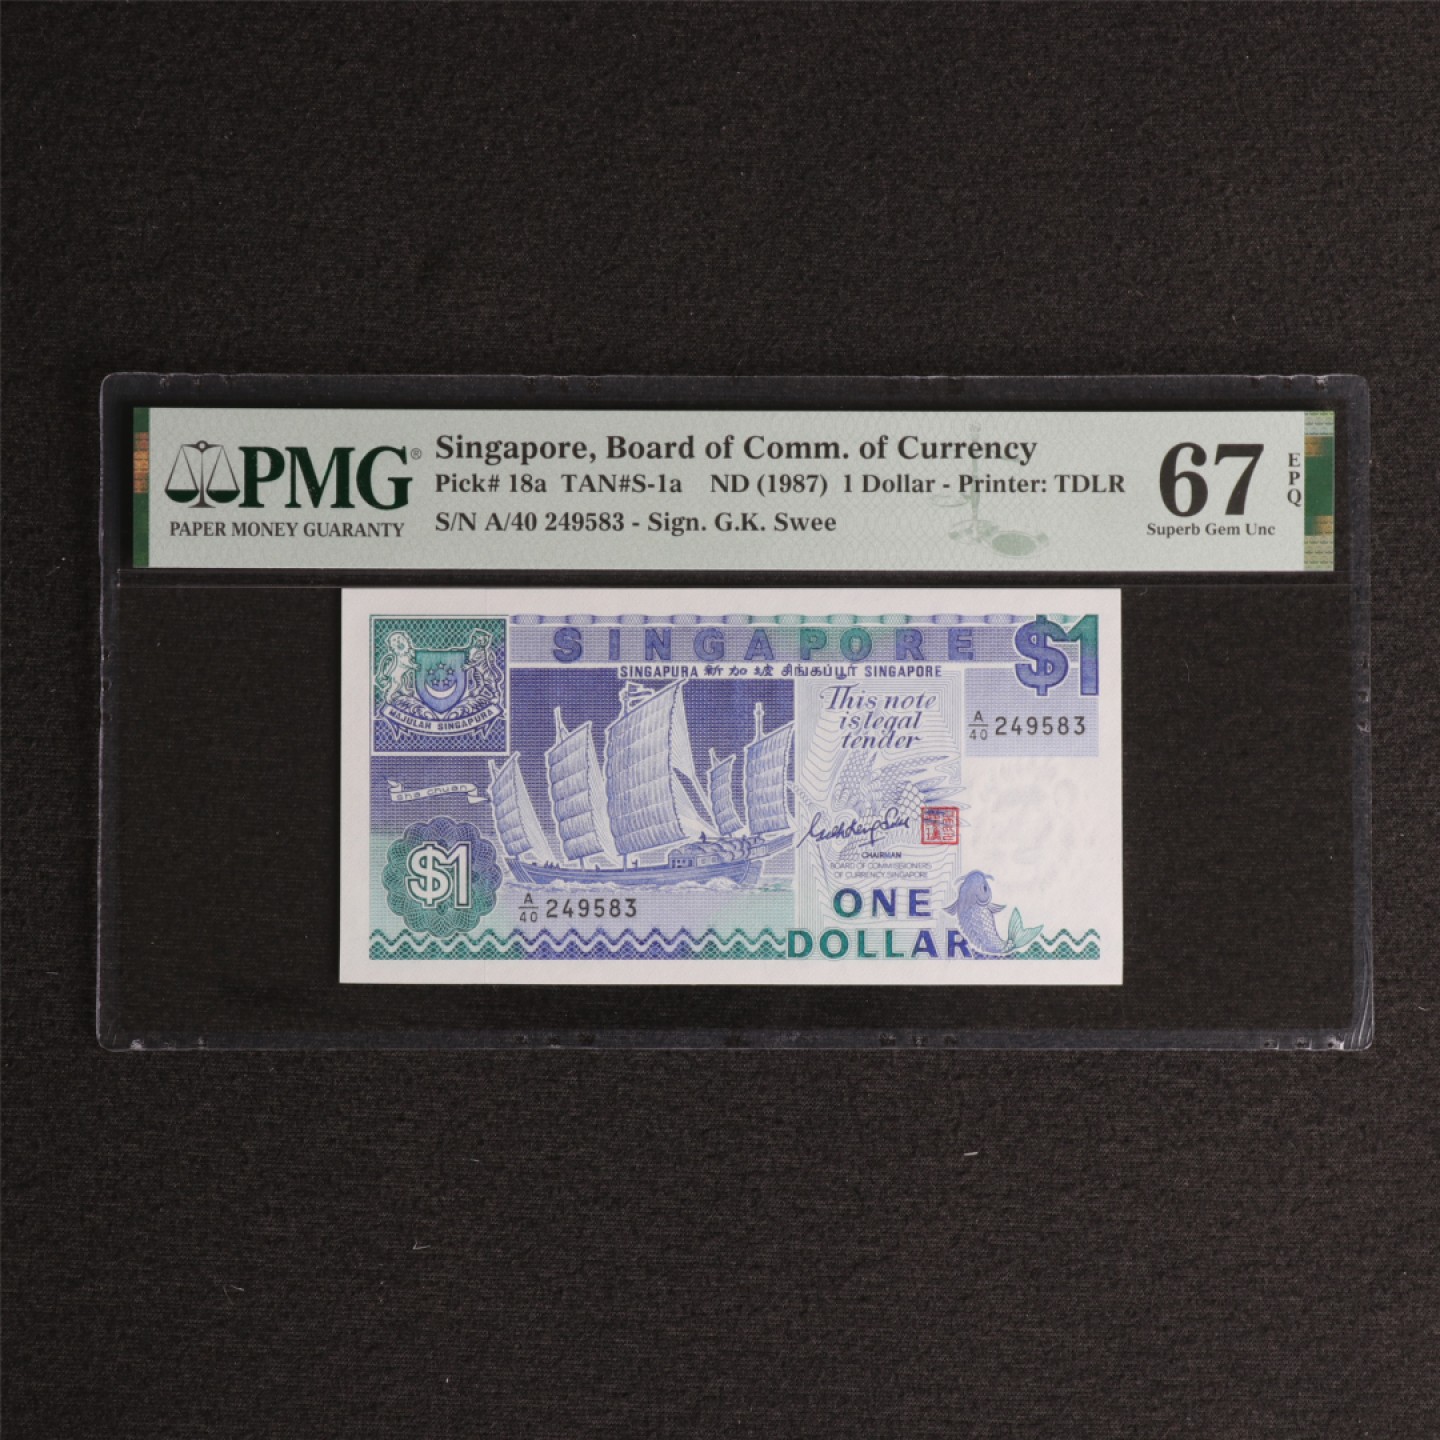 PMG®
PAPER MONEY GUARANTY
Singapore, Board of Comm. of Currency
Pick# 18a TAN#S-1a ND (1987) 1 Dollar - Printer: TDLR
S/N A/40 249583 - Sign. G.K. Swee
67
EPQ
Superb Gem Unc
SINGAPORE
$1
SINGAPURA 新加坡 சிங்கப்பூர் SINGAPORE
MAJULAH SINGAPURA
This note
is legal
tender
A/40 249583
sha chuan
$1
CHAIRMAN
BOARD OF COMMISSIONERS
OF CURRENCY, SINGAPORE
A/40 249583
ONE
DOLLAR